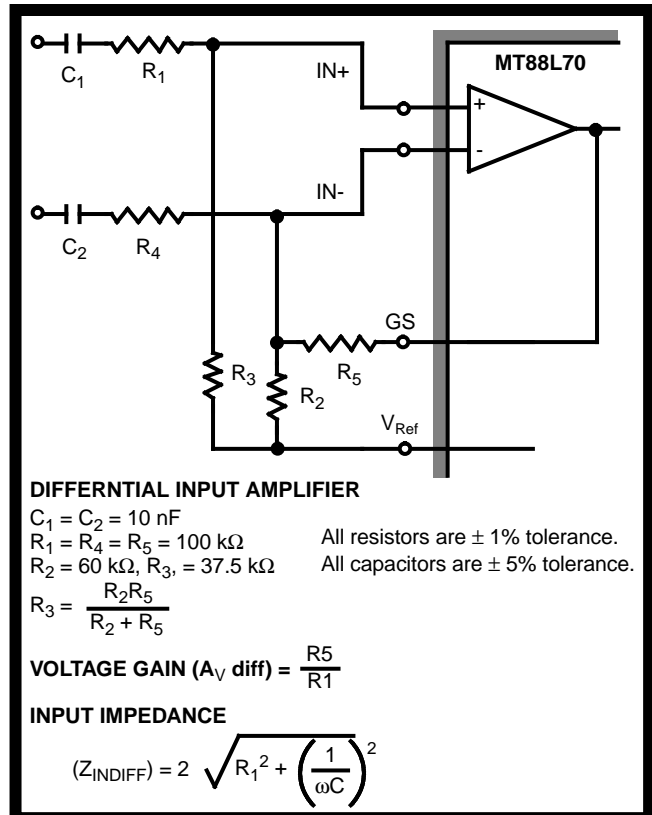 MT88L70
C1
R1
IN+
+
-
IN-
C2
R4
GS
R3
R5
R2
VRef
DIFFERNTIAL INPUT AMPLIFIER
C1 = C2 = 10 nF
R1 = R4 = R5 = 100 kΩ
All resistors are ± 1% tolerance.
R2 = 60 kΩ, R3, = 37.5 kΩ
All capacitors are ± 5% tolerance.
R3 = R2R5 / R2 + R5
VOLTAGE GAIN (AV diff) = R5 / R1
INPUT IMPEDANCE
(ZINDIFF) = 2 √ R1² + (1 / ωC)²